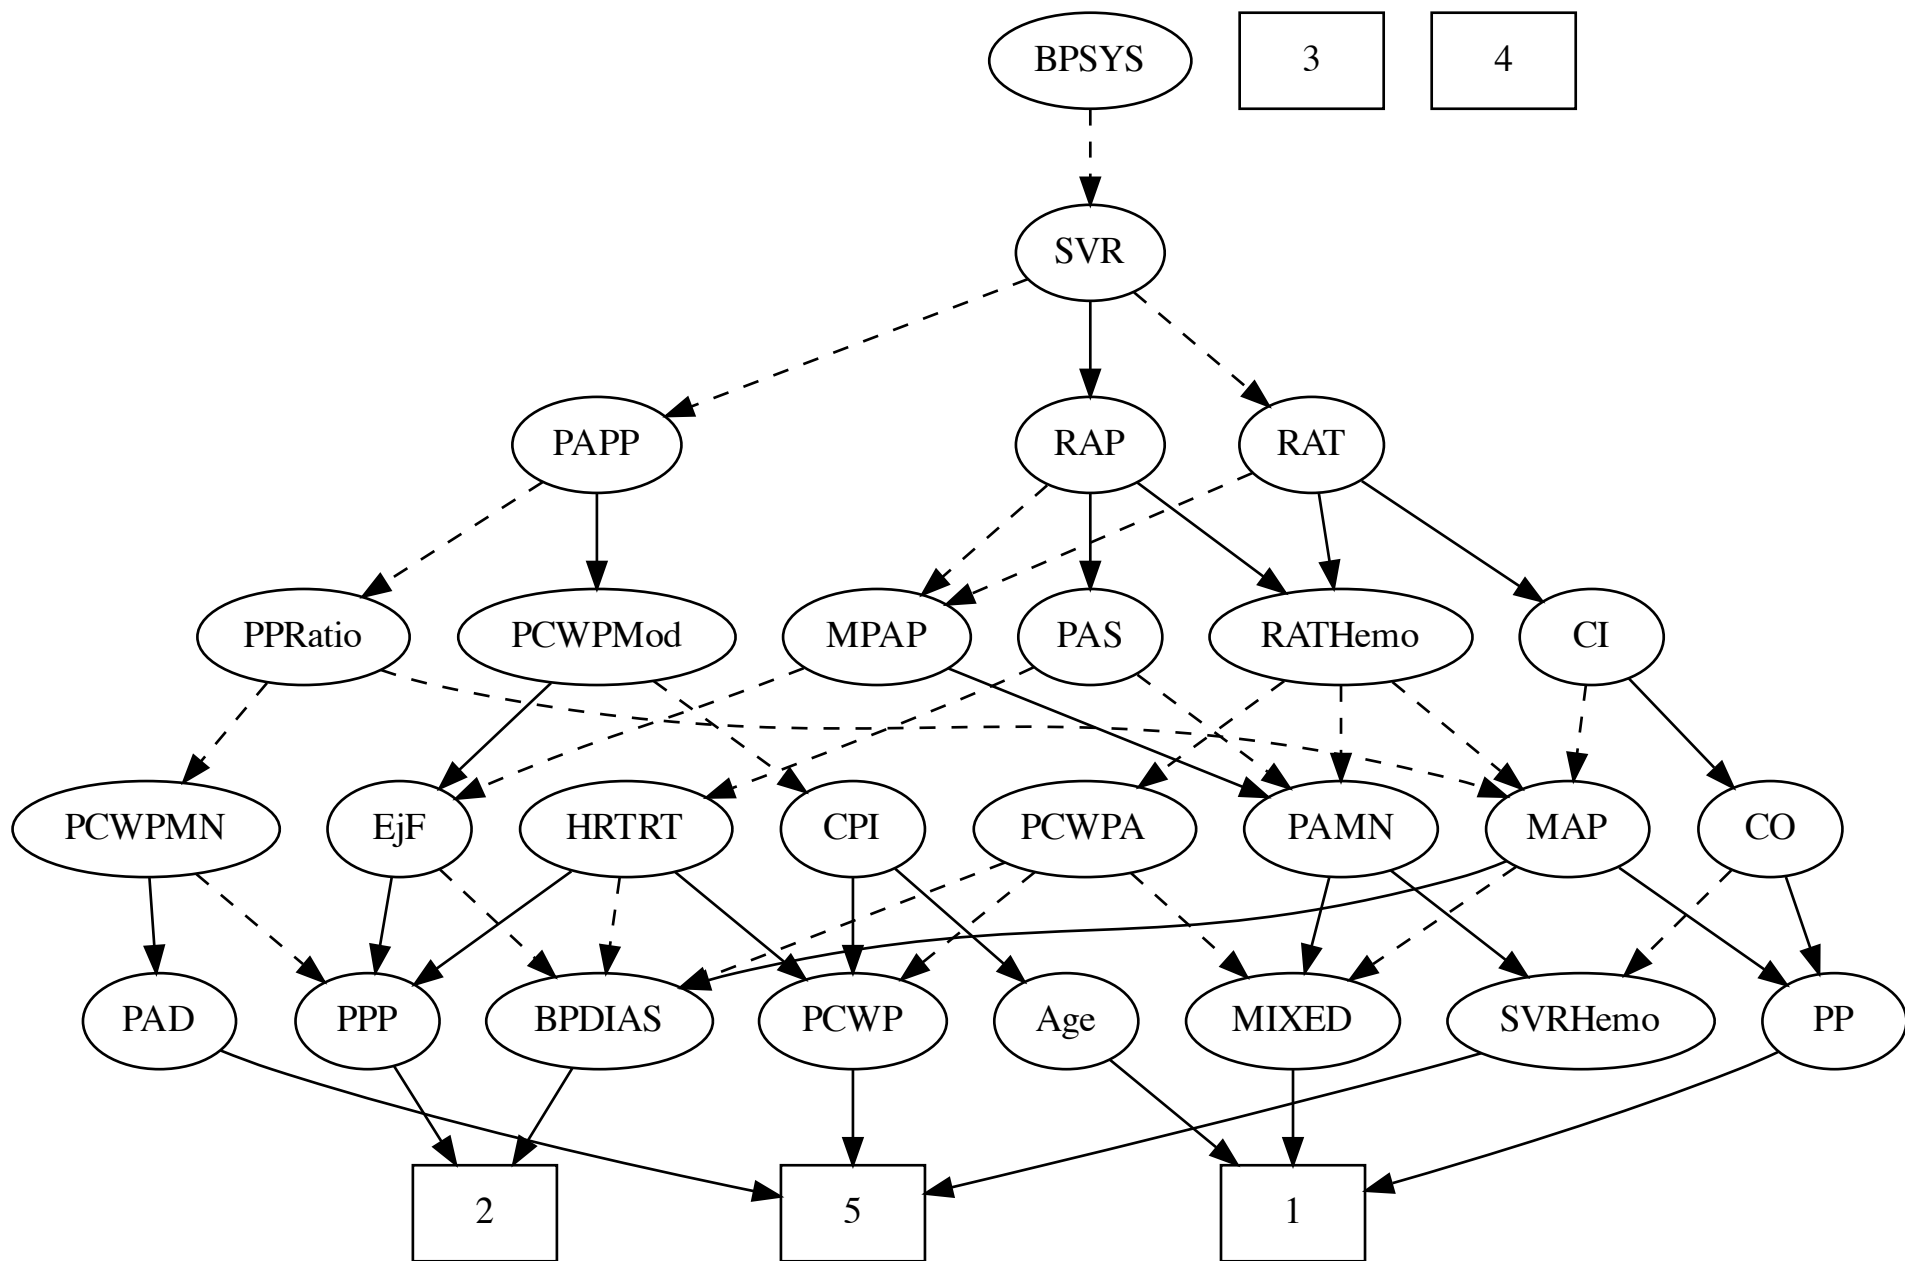 BPSYS
3
4
SVR
PAPP
RAP
RAT
PPRatio
PCWPMod
MPAP
PAS
RATHemo
CI
PCWPMN
EjF
HRTRT
CPI
PCWPA
PAMN
MAP
CO
PAD
PPP
BPDIAS
PCWP
Age
MIXED
SVRHemo
PP
2
5
1